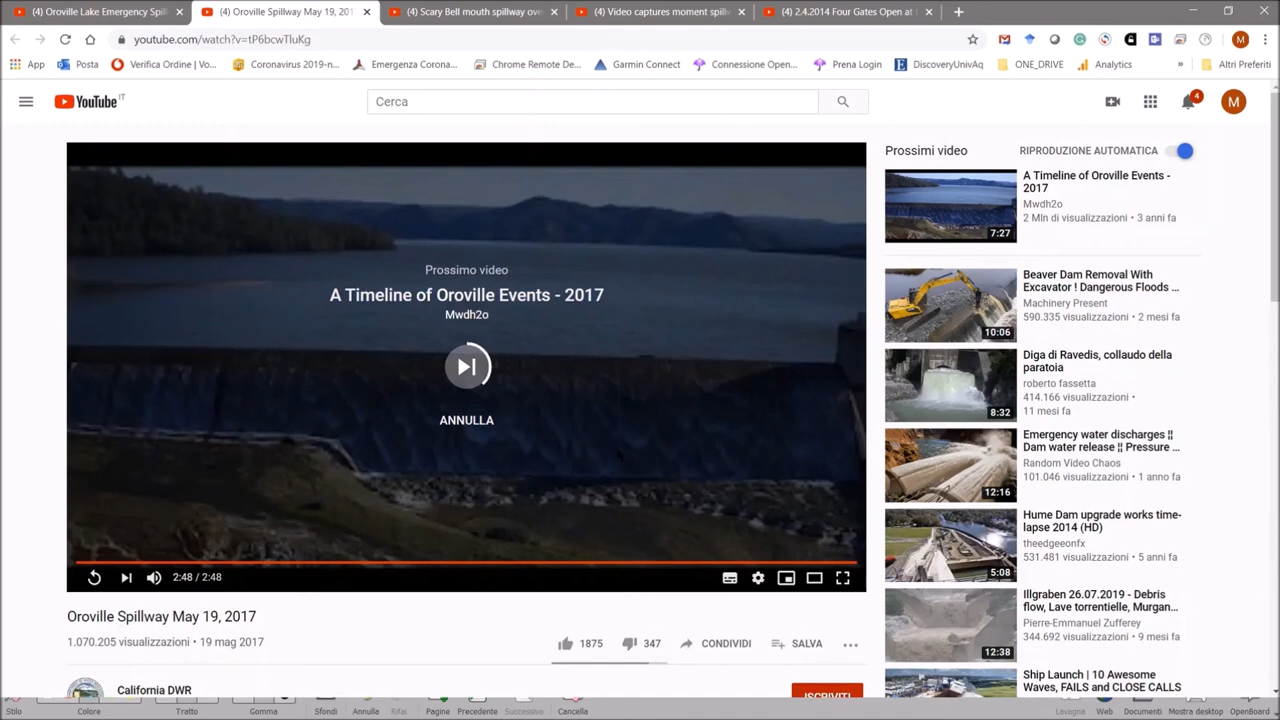 (4) Oroville Lake Emergency Spill
(4) Oroville Spillway May 19, 201
(4) Scary Bell mouth spillway ove
(4) Video captures moment spillw
(4) 2.4.2014 Four Gates Open at t
youtube.com/watch?v=tP6bcwTluKg
App
Posta
Verifica Ordine | Vo...
Coronavirus 2019-n...
Emergenza Corona...
Chrome Remote De...
Garmin Connect
Connessione Open...
Prena Login
DiscoveryUnivAq
ONE_DRIVE
Analytics
»
Altri Preferiti
YouTube IT
Cerca
4
M
Prossimo video
A Timeline of Oroville Events - 2017
Mwdh2o
ANNULLA
2:48 / 2:48
Oroville Spillway May 19, 2017
1.070.205 visualizzazioni • 19 mag 2017
1875
347
CONDIVIDI
SALVA
California DWR
ISCRIVITI
Prossimi video
RIPRODUZIONE AUTOMATICA
A Timeline of Oroville Events -
2017
Mwdh2o
2 Mln di visualizzazioni • 3 anni fa
7:27
Beaver Dam Removal With
Excavator ! Dangerous Floods ...
Machinery Present
590.335 visualizzazioni • 2 mesi fa
10:06
Diga di Ravedis, collaudo della
paratoia
roberto fassetta
414.166 visualizzazioni •
11 mesi fa
8:32
Emergency water discharges ¦¦
Dam water release ¦¦ Pressure ...
Random Video Chaos
101.046 visualizzazioni • 1 anno fa
12:16
Hume Dam upgrade works time-
lapse 2014 (HD)
theedgeeonfx
531.481 visualizzazioni • 5 anni fa
5:08
Illgraben 26.07.2019 - Debris
flow, Lave torrentielle, Murgan...
Pierre-Emmanuel Zufferey
344.692 visualizzazioni • 9 mesi fa
12:38
Ship Launch | 10 Awesome
Waves, FAILS and CLOSE CALLS
Stilo
Colore
Tratto
Gomma
Sfondi
Annulla
Rifai
Pagine
Precedente
Successivo
Cancella
Lavagna
Web
Documenti
Mostra desktop
OpenBoard